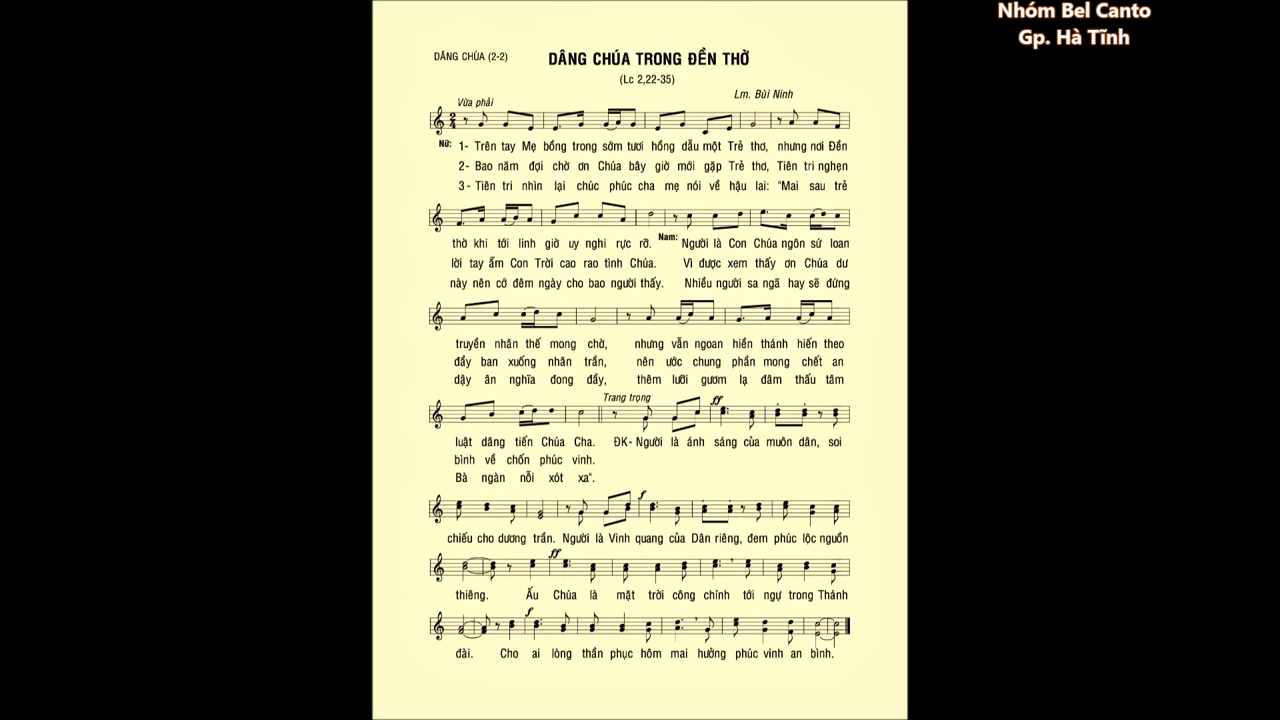 Nhóm Bel Canto
Gp. Hà Tĩnh
DÂNG CHÚA (2-2)
DÂNG CHÚA TRONG ĐỀN THỜ
(Lc 2,22-35)
Lm. Bùi Ninh
Vừa phải
Nữ: 1- Trên tay Mẹ bồng trong sớm tươi hồng dẫu một Trẻ thơ, nhưng nơi Đền
2- Bao năm đợi chờ ơn Chúa bây giờ mới gặp Trẻ thơ, Tiên tri nghẹn
3- Tiên tri nhìn lại chúc phúc cha mẹ nói về hậu lai: "Mai sau trẻ
thờ khi tới linh giờ uy nghi rực rỡ. Nam: Người là Con Chúa ngôn sứ loan
lời tay ẵm Con Trời cao rao tình Chúa. Vì được xem thấy ơn Chúa dư
này nên cớ đêm ngày cho bao người thấy. Nhiều người sa ngã hay sẽ đứng
truyền nhân thế mong chờ, nhưng vẫn ngoan hiền thánh hiến theo
đầy ban xuống nhân trần, nên ước chung phần mong chết an
dậy ân nghĩa đong đầy, thêm lưỡi gươm lạ đâm thấu tâm
Trang trọng
ff
luật dâng tiến Chúa Cha. ĐK- Người là ánh sáng của muôn dân, soi
bình về chốn phúc vinh.
Bà ngàn nỗi xót xa".
f
chiếu cho dương trần. Người là Vinh quang của Dân riêng, đem phúc lộc nguồn
ff
thiêng. Ấu Chúa là mặt trời công chính tới ngự trong Thánh
f
đài. Cho ai lòng thần phục hôm mai hưởng phúc vinh an bình.